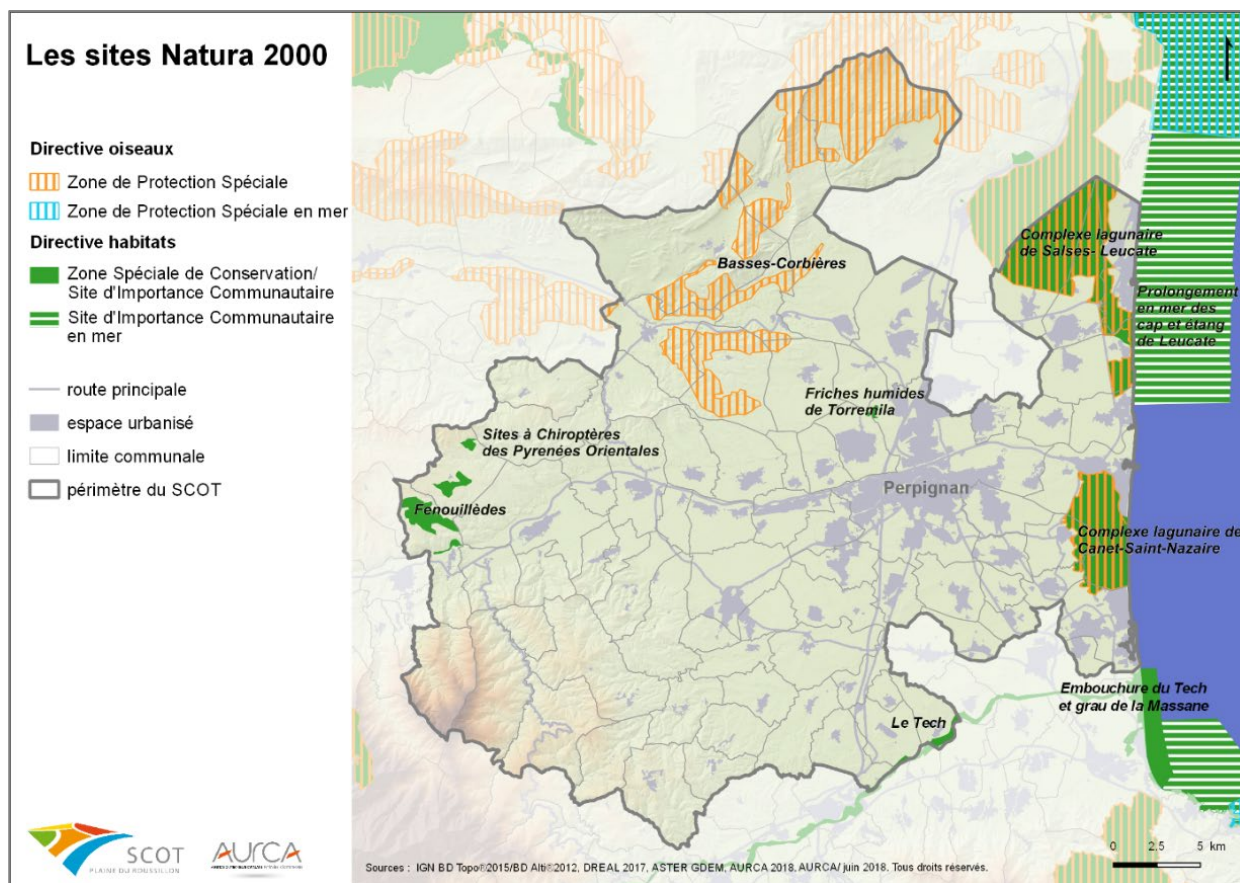 Les sites Natura 2000
Directive oiseaux
Zone de Protection Spéciale
Zone de Protection Spéciale en mer
Directive habitats
Zone Spéciale de Conservation/
Site d'Importance Communautaire
Site d'Importance Communautaire
en mer
route principale
espace urbanisé
limite communale
périmètre du SCOT
Complexe lagunaire
de Salses- Leucate
Basses-Corbières
Prolongement
en mer des
cap et étang
de Leucate
Friches humides
de Torremila
Sites à Chiroptères
des Pyrenées Orientales
Perpignan
Fenouillèdes
Complexe lagunaire de
Canet-Saint-Nazaire
Embouchure du Tech
et grau de la Massane
Le Tech
0 2.5 5 km
SCOT
PLAINE DU ROUSSILLON
AURCA
Sources : IGN BD Topo®2015/BD Alti®2012, DREAL 2017, ASTER GDEM, AURCA 2018. AURCA/ juin 2018. Tous droits réservés.